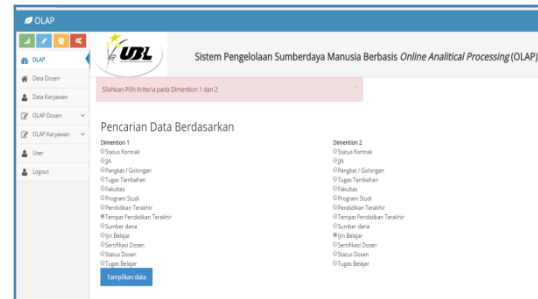 OLAP
UBL
Sistem Pengelolaan Sumberdaya Manusia Berbasis Online Analitical Processing (OLAP)
OLAP
Data Dosen
Data Karyawan
OLAP Dosen
OLAP Karyawan
User
Logout
Silahkan Pilih Kriteria pada Dimention 1 dan 2
Pencarian Data Berdasarkan
Dimention 1
Status Kontrak
JJA
Pangkat / Golongan
Tugas Tambahan
Fakultas
Program Studi
Pendidikan Terakhir
Tempat Pendidikan Terakhir
Sumber dana
Ijin Belajar
Sertifikasi Dosen
Status Dosen
Tugas Belajar
Dimention 2
Status Kontrak
JJA
Pangkat / Golongan
Tugas Tambahan
Fakultas
Program Studi
Pendidikan Terakhir
Tempat Pendidikan Terakhir
Sumber dana
Ijin Belajar
Sertifikasi Dosen
Status Dosen
Tugas Belajar
Tampilkan data